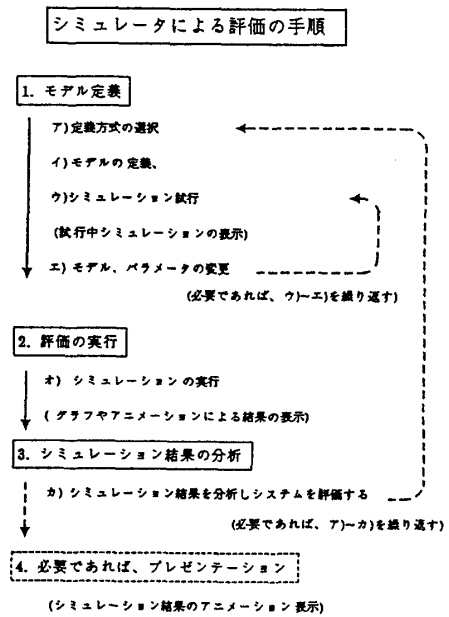 シミュレータによる評価の手順
1. モデル定義
ア)定義方式の選択
イ)モデルの定義、
ウ)シミュレーション試行
(試行中シミュレーションの表示)
エ)モデル、パラメータの変更
(必要であれば、ウ)~エ)を繰り返す)
2. 評価の実行
オ) シミュレーションの実行
( グラフやアニメーションによる結果の表示)
3. シミュレーション結果の分析
カ)シミュレーション結果を分析しシステムを評価する
(必要であれば、ア)~カ)を繰り返す)
4. 必要であれば、プレゼンテーション
(シミュレーション結果のアニメーション表示)